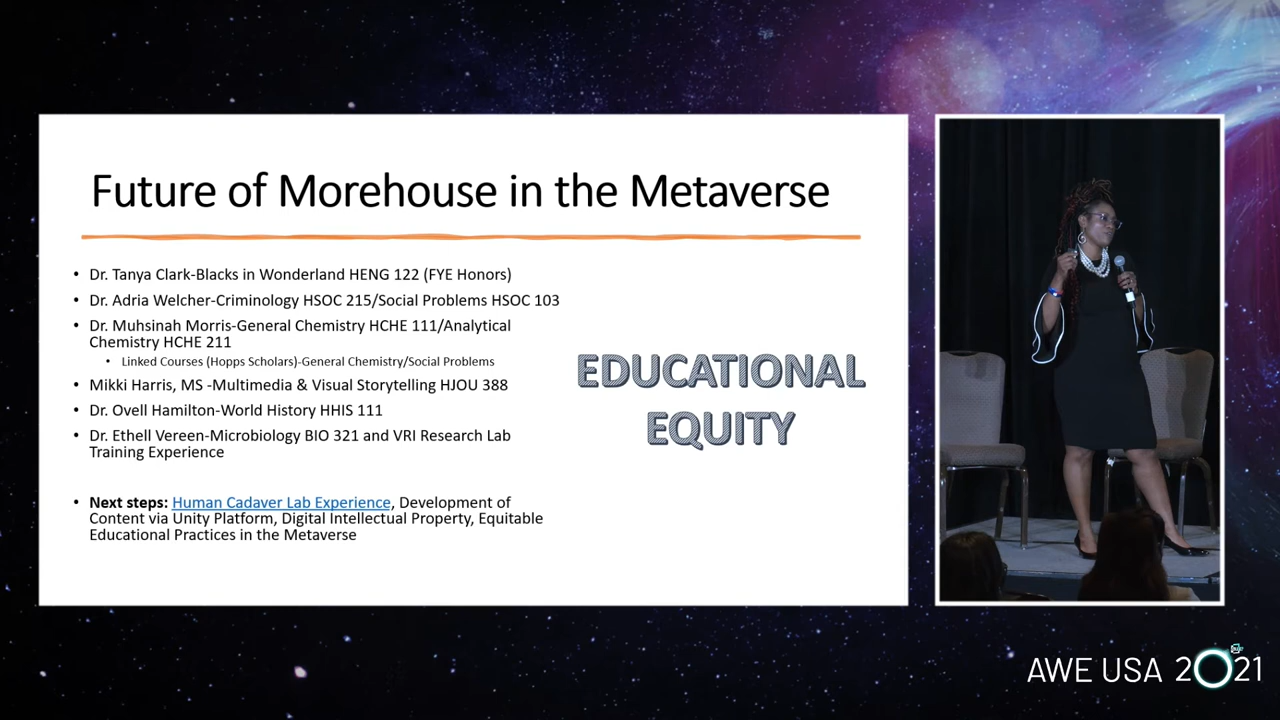 Future of Morehouse in the Metaverse
• Dr. Tanya Clark-Blacks in Wonderland HENG 122 (FYE Honors)
• Dr. Adria Welcher-Criminology HSOC 215/Social Problems HSOC 103
• Dr. Muhsinah Morris-General Chemistry HCHE 111/Analytical
Chemistry HCHE 211
• Linked Courses (Hopps Scholars)-General Chemistry/Social Problems
• Mikki Harris, MS -Multimedia & Visual Storytelling HJOU 388
• Dr. Ovell Hamilton-World History HHIS 111
• Dr. Ethell Vereen-Microbiology BIO 321 and VRI Research Lab
Training Experience
• Next steps: Human Cadaver Lab Experience, Development of
Content via Unity Platform, Digital Intellectual Property, Equitable
Educational Practices in the Metaverse
EDUCATIONAL
EQUITY
AWE USA 2021